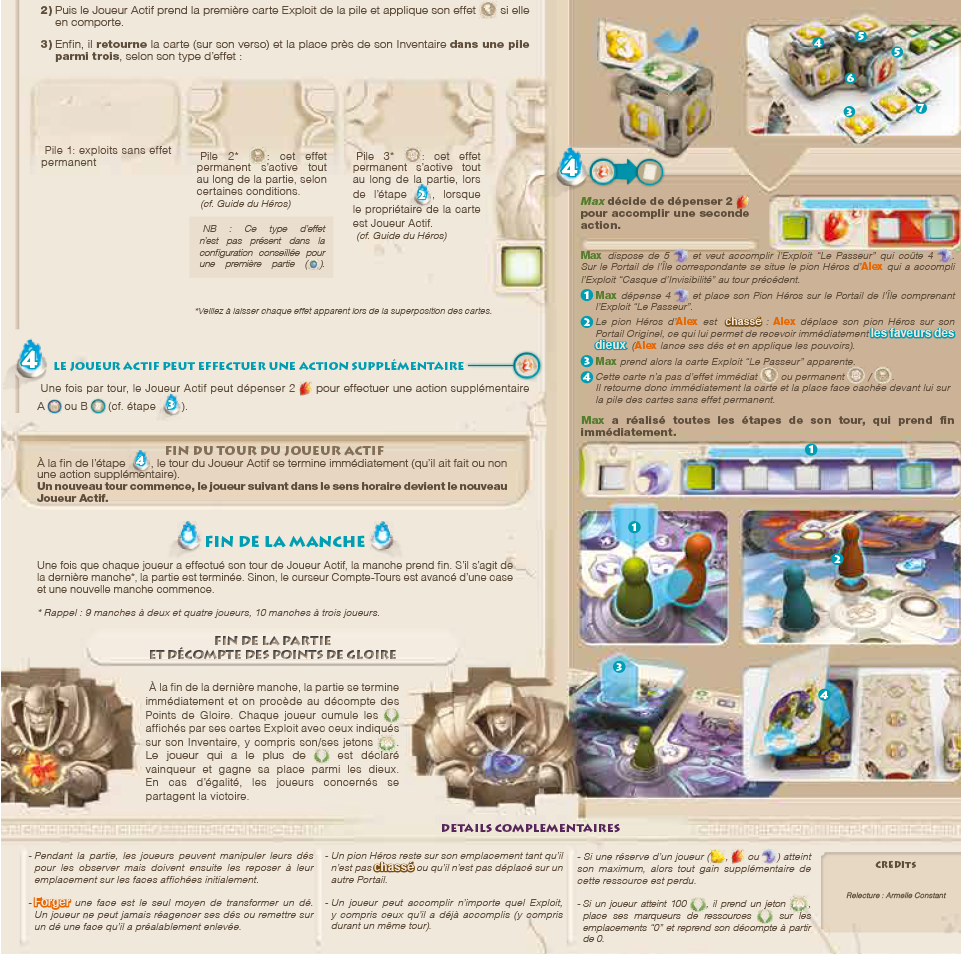 2) Puis le Joueur Actif prend la première carte Exploit de la pile et applique son effet si elle
en comporte.
3) Enfin, il retourne la carte (sur son verso) et la place près de son Inventaire dans une pile
parmi trois, selon son type d'effet :
Pile 1: exploits sans effet
permanent
Pile 2* : cet effet
permanent s'active tout
au long de la partie, selon
certaines conditions.
(cf. Guide du Héros)
NB : Ce type d'effet
n'est pas présent dans la
configuration conseillée pour
une première partie ( ).
Pile 3* : cet effet
permanent s'active tout
au long de la partie, lors
de l'étape 2, lorsque
le propriétaire de la carte
est Joueur Actif.
(cf. Guide du Héros)
*Veillez à laisser chaque effet apparent lors de la superposition des cartes.
4 LE JOUEUR ACTIF PEUT EFFECTUER UNE ACTION SUPPLÉMENTAIRE
Une fois par tour, le Joueur Actif peut dépenser 2 pour effectuer une action supplémentaire
A ou B (cf. étape 3).
FIN DU TOUR DU JOUEUR ACTIF
À la fin de l'étape 4, le tour du Joueur Actif se termine immédiatement (qu'il ait fait ou non
une action supplémentaire).
Un nouveau tour commence, le joueur suivant dans le sens horaire devient le nouveau
Joueur Actif.
FIN DE LA MANCHE
Une fois que chaque joueur a effectué son tour de Joueur Actif, la manche prend fin. S'il s'agit de
la dernière manche*, la partie est terminée. Sinon, le curseur Compte-Tours est avancé d'une case
et une nouvelle manche commence.
* Rappel : 9 manches à deux et quatre joueurs, 10 manches à trois joueurs.
FIN DE LA PARTIE
ET DÉCOMPTE DES POINTS DE GLOIRE
À la fin de la dernière manche, la partie se termine
immédiatement et on procède au décompte des
Points de Gloire. Chaque joueur cumule les
affichés par ses cartes Exploit avec ceux indiqués
sur son Inventaire, y compris son/ses jetons .
Le joueur qui a le plus de est déclaré
vainqueur et gagne sa place parmi les dieux.
En cas d'égalité, les joueurs concernés se
partagent la victoire.
4
5
5
6
3
7
4
Max décide de dépenser 2
pour accomplir une seconde
action.
Max dispose de 5 et veut accomplir l'Exploit "Le Passeur" qui coûte 4 .
Sur le Portail de l'Île correspondante se situe le pion Héros d'Alex qui a accompli
l'Exploit "Casque d'Invisibilité" au tour précédent.
1 Max dépense 4 et place son Pion Héros sur le Portail de l'Île comprenant
l'Exploit "Le Passeur".
2 Le pion Héros d'Alex est chassé : Alex déplace son pion Héros sur son
Portail Originel, ce qui lui permet de recevoir immédiatement les faveurs des
dieux. (Alex lance ses dés et en applique les pouvoirs).
3 Max prend alors la carte Exploit "Le Passeur" apparente.
4 Cette carte n'a pas d'effet immédiat ou permanent / .
Il retourne donc immédiatement la carte et la place face cachée devant lui sur
la pile des cartes sans effet permanent.
Max a réalisé toutes les étapes de son tour, qui prend fin
immédiatement.
1
1
2
3
4
DETAILS COMPLEMENTAIRES
- Pendant la partie, les joueurs peuvent manipuler leurs dés
pour les observer mais doivent ensuite les reposer à leur
emplacement sur les faces affichées initialement.
- Forger une face est le seul moyen de transformer un dé.
Un joueur ne peut jamais réagencer ses dés ou remettre sur
un dé une face qu'il a préalablement enlevée.
- Un pion Héros reste sur son emplacement tant qu'il
n'est pas chassé ou qu'il n'est pas déplacé sur un
autre Portail.
- Un joueur peut accomplir n'importe quel Exploit,
y compris ceux qu'il a déjà accomplis (y compris
durant un même tour).
- Si une réserve d'un joueur ( , ou ) atteint
son maximum, alors tout gain supplémentaire de
cette ressource est perdu.
- Si un joueur atteint 100 , il prend un jeton ,
place ses marqueurs de ressources sur les
emplacements "0" et reprend son décompte à partir
de 0.
CREDITS
Relecture : Armelle Constant